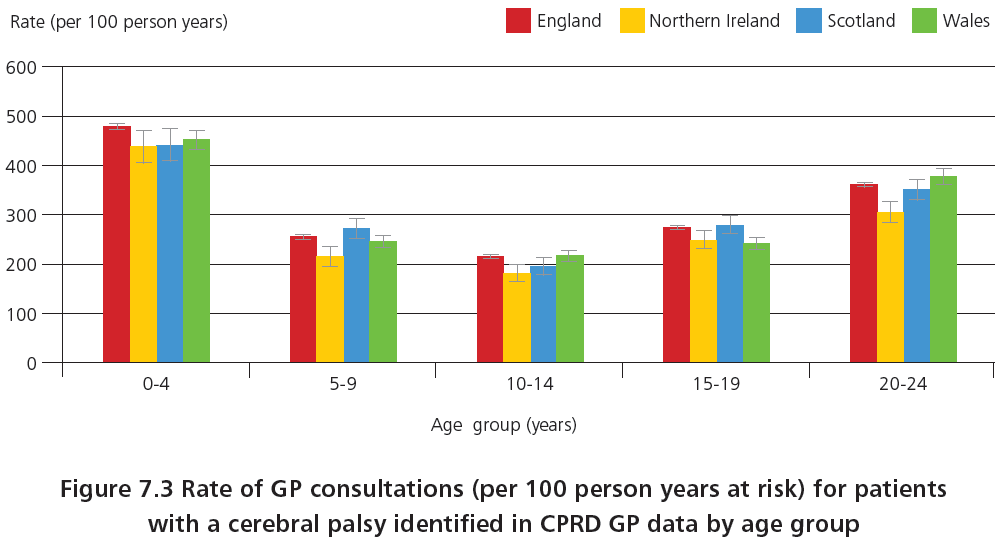 Rate (per 100 person years)
England
Northern Ireland
Scotland
Wales
600
500
400
300
200
100
0
0-4
5-9
10-14
15-19
20-24
Age group (years)
Figure 7.3 Rate of GP consultations (per 100 person years at risk) for patients
with a cerebral palsy identified in CPRD GP data by age group